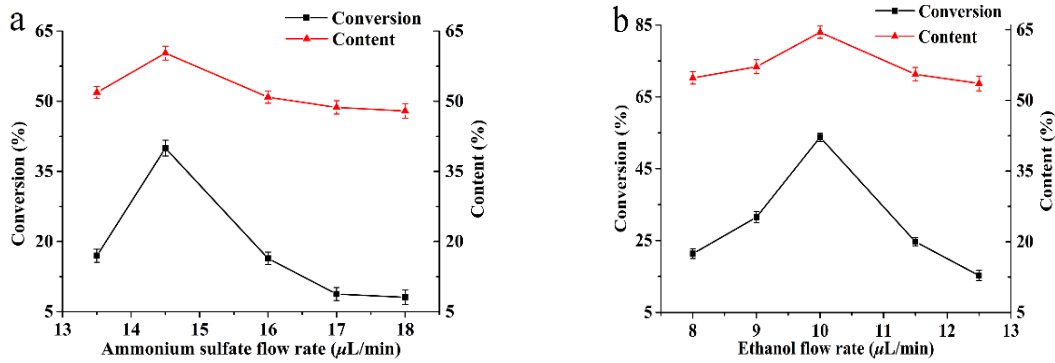 a
Conversion
Content
65
50
35
20
5
Conversion (%)
65
50
35
20
5
Content (%)
13 14 15 16 17 18
Ammonium sulfate flow rate (μL/min)
b
Conversion
Content
85
65
45
25
5
Conversion (%)
65
50
35
20
5
Content (%)
8 9 10 11 12 13
Ethanol flow rate (μL/min)